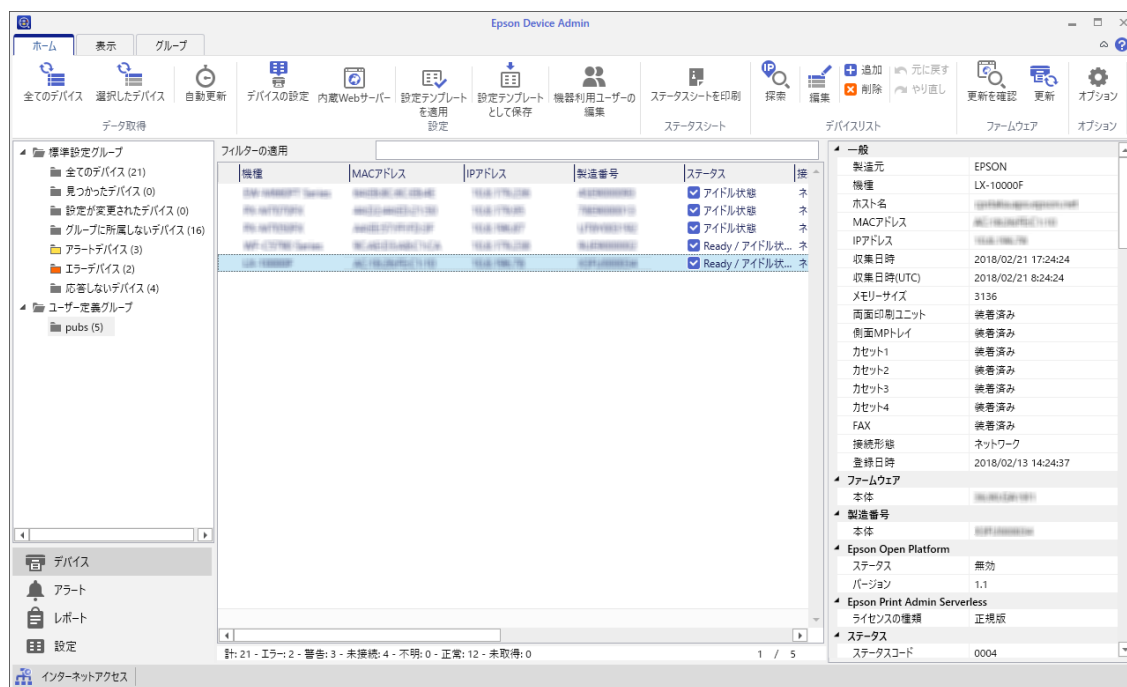 Epson Device Admin
ホーム 表示 グループ
全てのデバイス 選択したデバイス 自動更新
データ取得
デバイスの設定 内蔵Webサーバー 設定テンプレートを適用 設定テンプレートとして保存 機器利用ユーザーの編集
設定
ステータスシートを印刷
ステータスシート
IP
探索 編集 追加 削除 元に戻す やり直し
デバイスリスト
更新を確認 更新
ファームウェア
オプション
オプション
標準設定グループ
全てのデバイス (21)
見つかったデバイス (0)
設定が変更されたデバイス (0)
グループに所属しないデバイス (16)
アラートデバイス (3)
エラーデバイス (2)
応答しないデバイス (4)
ユーザー定義グループ
pubs (5)
デバイス
アラート
レポート
設定
フィルターの適用
機種 MACアドレス IPアドレス 製造番号 ステータス 接
アイドル状態 ネ
アイドル状態 ネ
アイドル状態 ネ
Ready / アイドル状... ネ
Ready / アイドル状... ネ
計: 21 - エラー: 2 - 警告: 3 - 未接続: 4 - 不明: 0 - 正常: 12 - 未取得: 0
1 / 5
一般
製造元 EPSON
機種 LX-10000F
ホスト名
MACアドレス
IPアドレス
収集日時 2018/02/21 17:24:24
収集日時(UTC) 2018/02/21 8:24:24
メモリーサイズ 3136
両面印刷ユニット 装着済み
側面MPトレイ 装着済み
カセット1 装着済み
カセット2 装着済み
カセット3 装着済み
カセット4 装着済み
FAX 装着済み
接続形態 ネットワーク
登録日時 2018/02/13 14:24:37
ファームウェア
本体
製造番号
本体
Epson Open Platform
ステータス 無効
バージョン 1.1
Epson Print Admin Serverless
ライセンスの種類 正規版
ステータス
ステータスコード 0004
インターネットアクセス